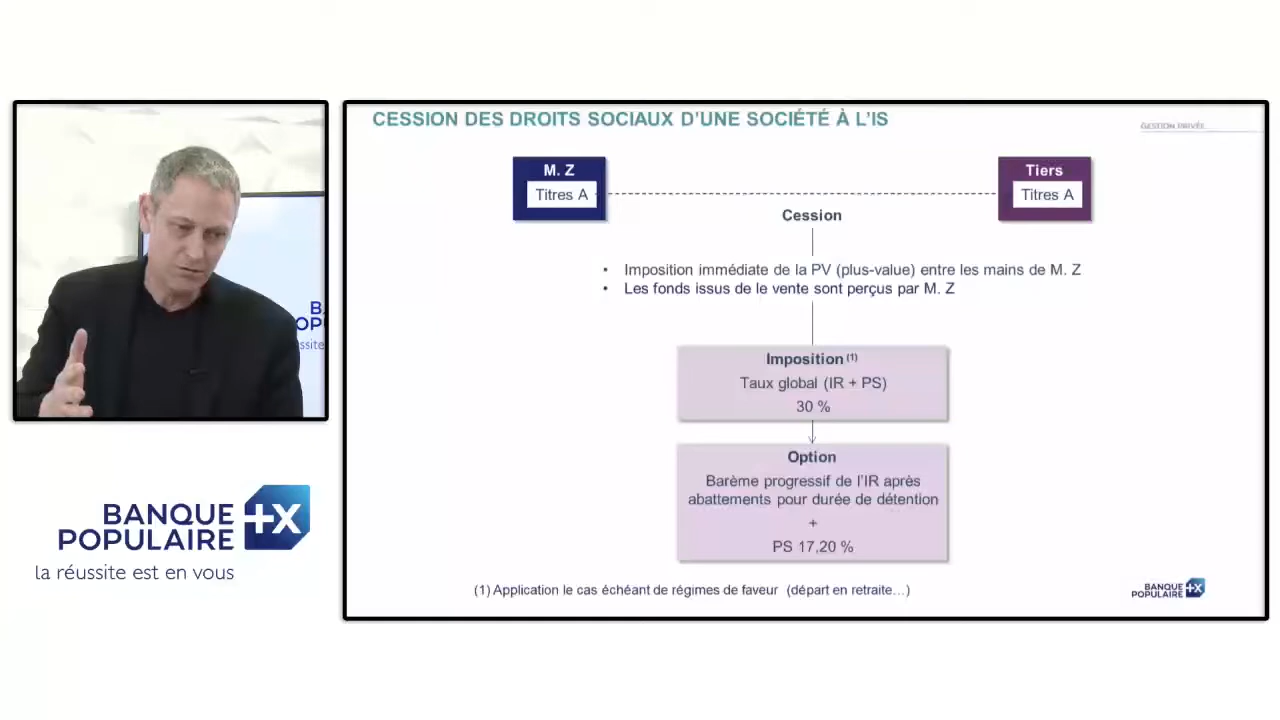 CESSION DES DROITS SOCIAUX D'UNE SOCIÉTÉ À L'IS
GESTION PRIVÉE
M. Z
Titres A
Tiers
Titres A
Cession
• Imposition immédiate de la PV (plus-value) entre les mains de M. Z
• Les fonds issus de le vente sont perçus par M. Z
Imposition (1)
Taux global (IR + PS)
30 %
Option
Barème progressif de l'IR après
abattements pour durée de détention
+
PS 17,20 %
(1) Application le cas échéant de régimes de faveur (départ en retraite…)
BANQUE
POPULAIRE
+X
BANQUE
POPULAIRE
+X
la réussite est en vous